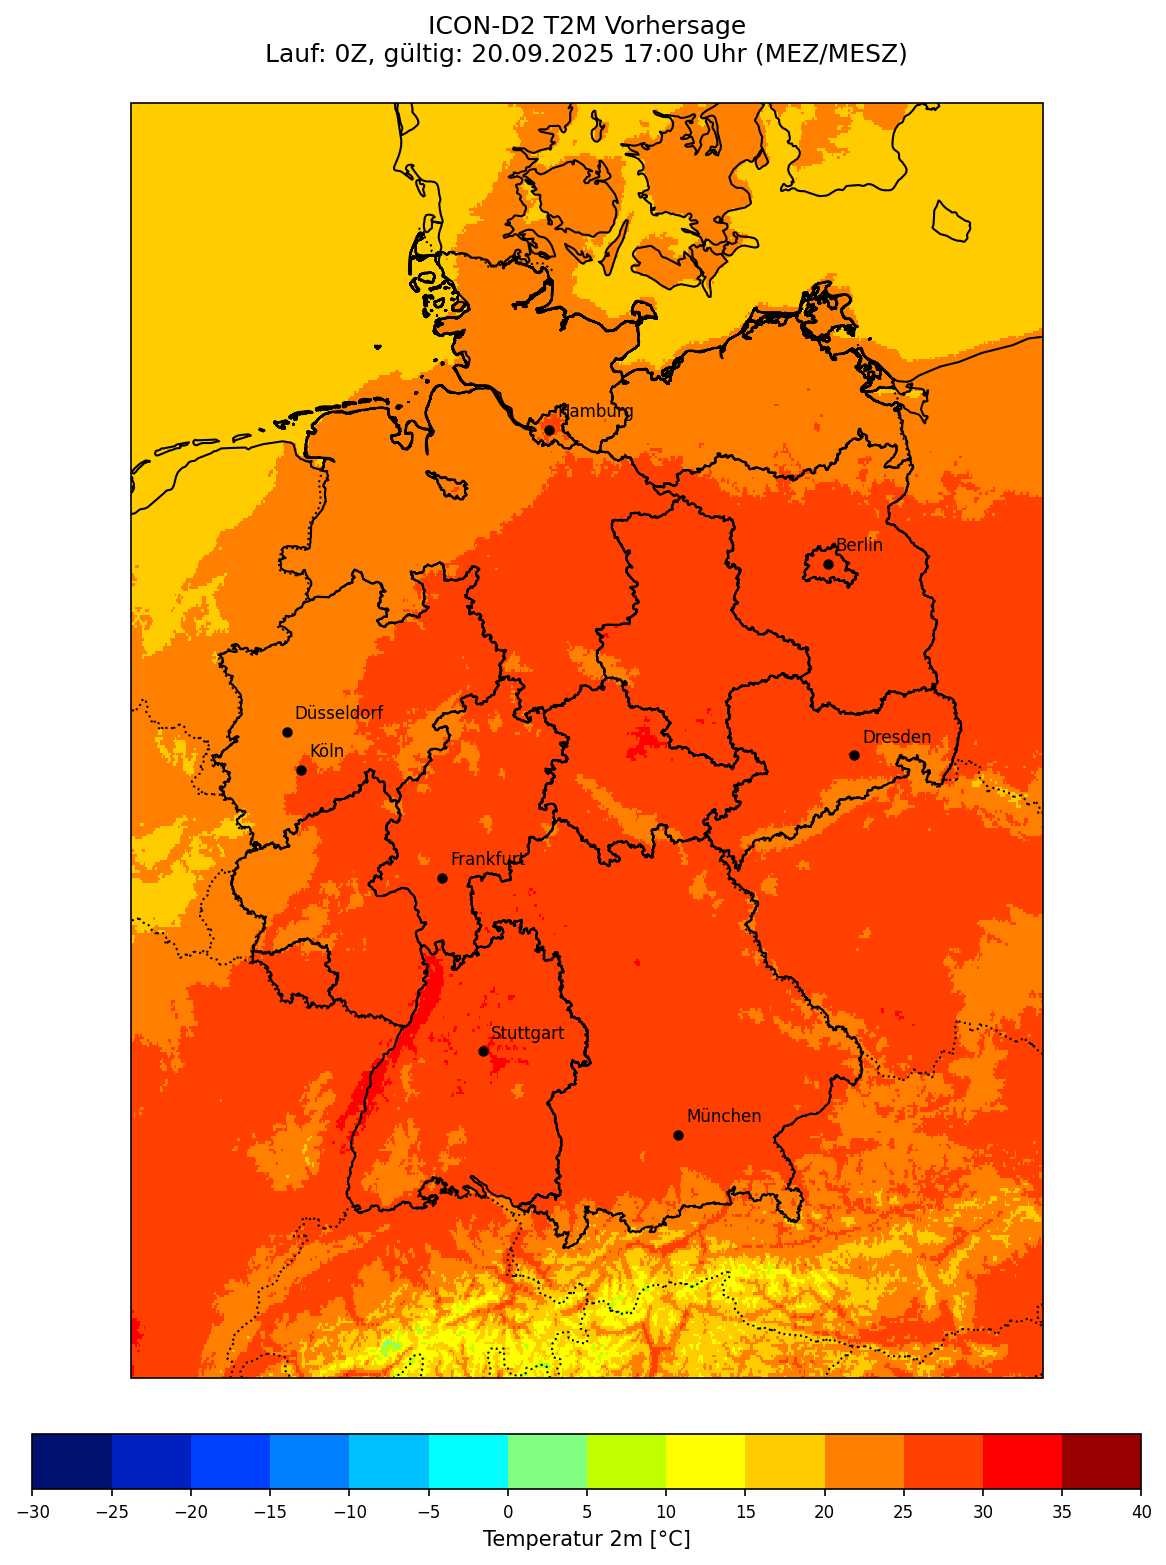 ICON-D2 T2M Vorhersage
Lauf: 0Z, gültig: 20.09.2025 17:00 Uhr (MEZ/MESZ)
Hamburg
Berlin
Düsseldorf
Dresden
Köln
Frankfurt
Stuttgart
München
−30 −25 −20 −15 −10 −5 0 5 10 15 20 25 30 35 40
Temperatur 2m [°C]